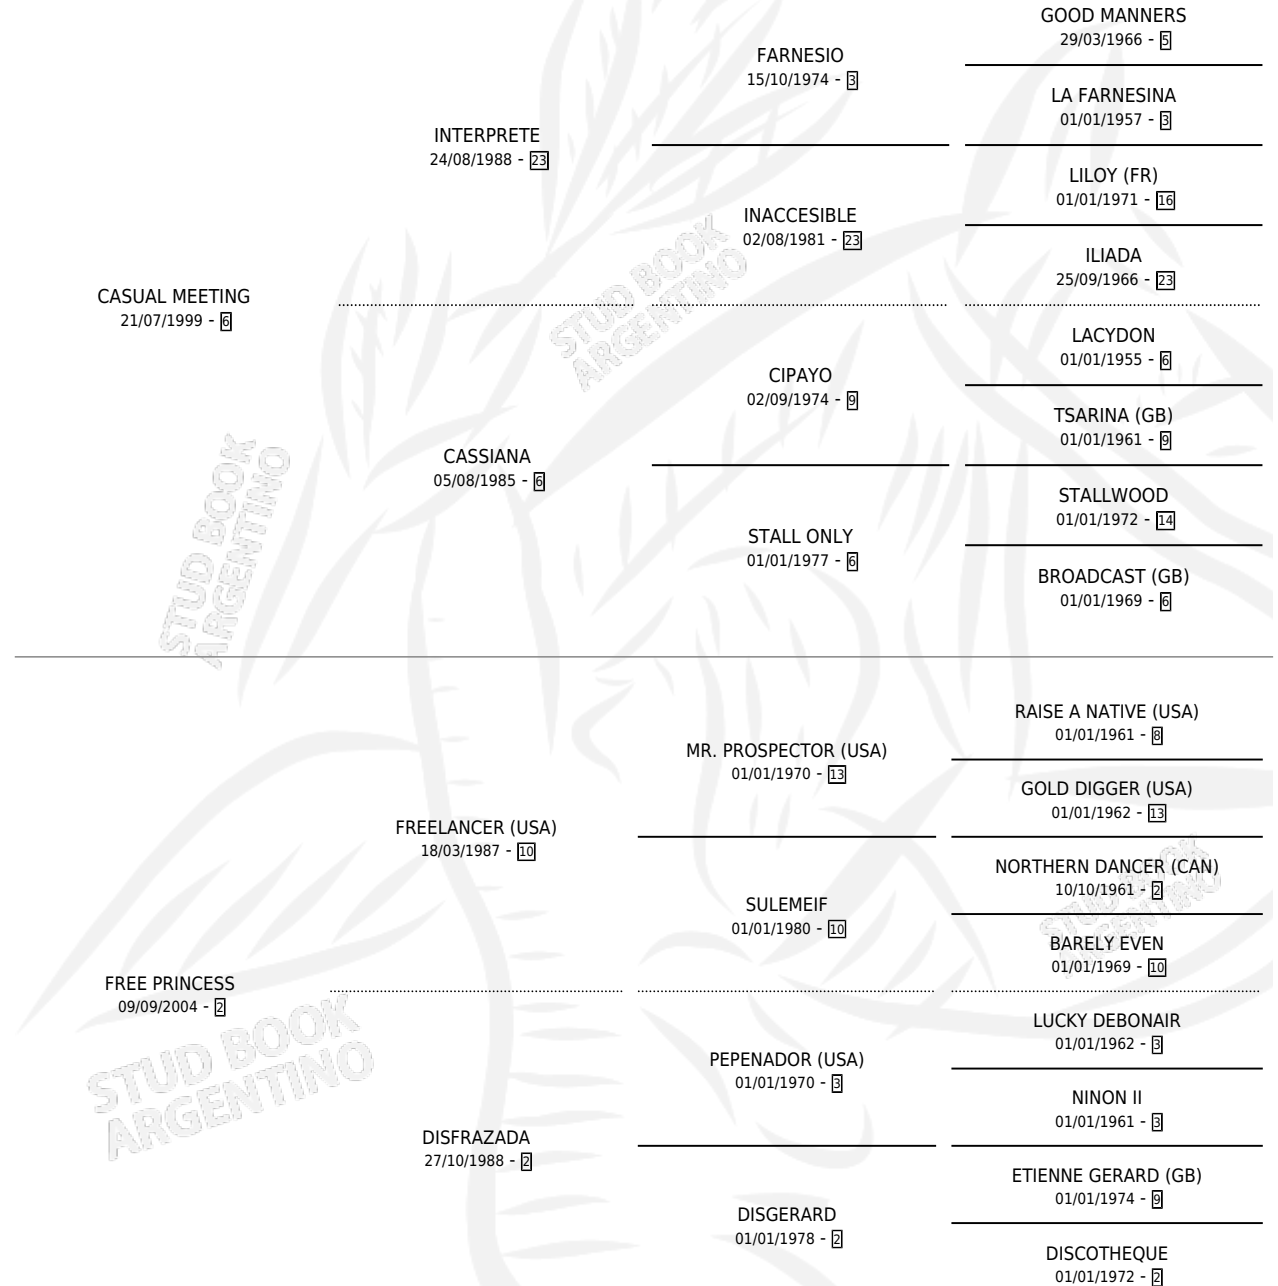 GOOD MANNERS
29/03/1966 - 5
FARNESIO
15/10/1974 - 3
LA FARNESINA
01/01/1957 - 3
INTERPRETE
24/08/1988 - 23
LILOY (FR)
01/01/1971 - 16
INACCESIBLE
02/08/1981 - 23
ILIADA
25/09/1966 - 23
CASUAL MEETING
21/07/1999 - 6
LACYDON
01/01/1955 - 6
CIPAYO
02/09/1974 - 9
TSARINA (GB)
01/01/1961 - 9
CASSIANA
05/08/1985 - 6
STALLWOOD
01/01/1972 - 14
STALL ONLY
01/01/1977 - 6
BROADCAST (GB)
01/01/1969 - 6
RAISE A NATIVE (USA)
01/01/1961 - 8
MR. PROSPECTOR (USA)
01/01/1970 - 13
GOLD DIGGER (USA)
01/01/1962 - 13
FREELANCER (USA)
18/03/1987 - 10
NORTHERN DANCER (CAN)
10/10/1961 - 2
SULEMEIF
01/01/1980 - 10
BARELY EVEN
01/01/1969 - 10
FREE PRINCESS
09/09/2004 - 2
LUCKY DEBONAIR
01/01/1962 - 3
PEPENADOR (USA)
01/01/1970 - 3
NINON II
01/01/1961 - 3
DISFRAZADA
27/10/1988 - 2
ETIENNE GERARD (GB)
01/01/1974 - 9
DISGERARD
01/01/1978 - 2
DISCOTHEQUE
01/01/1972 - 2
STUD BOOK
ARGENTINO
STUD BOOK
ARGENTINO
STUD BOOK
ARGENTINO
STUD BOOK
ARGENTINO